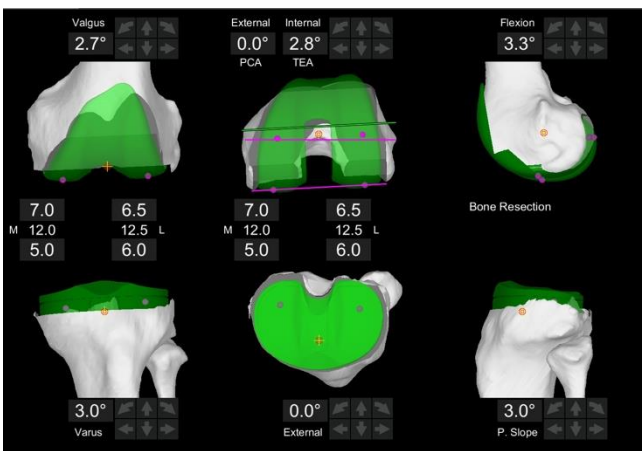 Valgus
2.7°
External Internal
0.0° 2.8°
PCA TEA
Flexion
3.3°
7.0 6.5
M 12.0 12.5 L
5.0 6.0
7.0 6.5
M 12.0 12.5 L
5.0 6.0
Bone Resection
3.0°
Varus
0.0°
External
3.0°
P. Slope